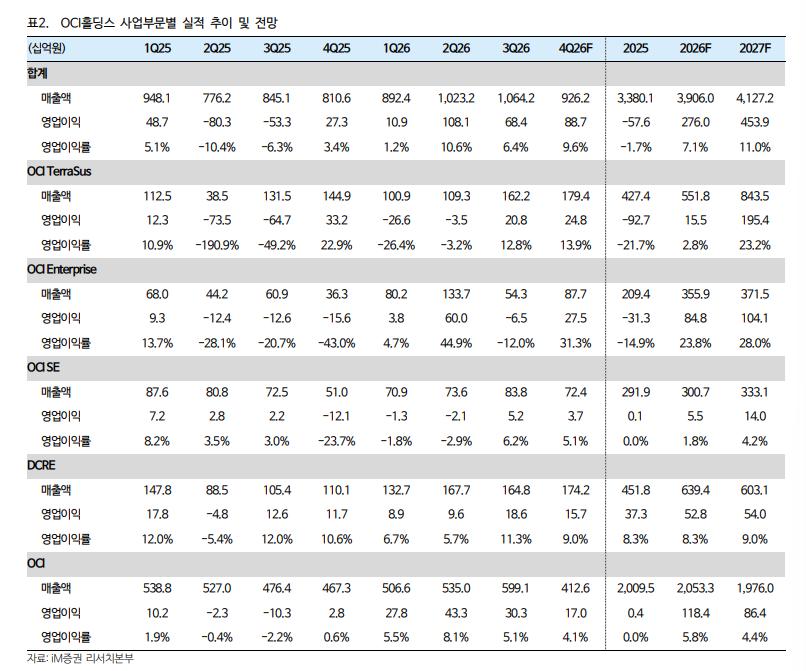 표2. OCI홀딩스 사업부문별 실적 추이 및 전망
(십억원) 1Q25 2Q25 3Q25 4Q25 1Q26 2Q26 3Q26 4Q26F 2025 2026F 2027F
합계
매출액 948.1 776.2 845.1 810.6 892.4 1,023.2 1,064.2 926.2 3,380.1 3,906.0 4,127.2
영업이익 48.7 -80.3 -53.3 27.3 10.9 108.1 68.4 88.7 -57.6 276.0 453.9
영업이익률 5.1% -10.4% -6.3% 3.4% 1.2% 10.6% 6.4% 9.6% -1.7% 7.1% 11.0%
OCI TerraSus
매출액 112.5 38.5 131.5 144.9 100.9 109.3 162.2 179.4 427.4 551.8 843.5
영업이익 12.3 -73.5 -64.7 33.2 -26.6 -3.5 20.8 24.8 -92.7 15.5 195.4
영업이익률 10.9% -190.9% -49.2% 22.9% -26.4% -3.2% 12.8% 13.9% -21.7% 2.8% 23.2%
OCI Enterprise
매출액 68.0 44.2 60.9 36.3 80.2 133.7 54.3 87.7 209.4 355.9 371.5
영업이익 9.3 -12.4 -12.6 -15.6 3.8 60.0 -6.5 27.5 -31.3 84.8 104.1
영업이익률 13.7% -28.1% -20.7% -43.0% 4.7% 44.9% -12.0% 31.3% -14.9% 23.8% 28.0%
OCI SE
매출액 87.6 80.8 72.5 51.0 70.9 73.6 83.8 72.4 291.9 300.7 333.1
영업이익 7.2 2.8 2.2 -12.1 -1.3 -2.1 5.2 3.7 0.1 5.5 14.0
영업이익률 8.2% 3.5% 3.0% -23.7% -1.8% -2.9% 6.2% 5.1% 0.0% 1.8% 4.2%
DCRE
매출액 147.8 88.5 105.4 110.1 132.7 167.7 164.8 174.2 451.8 639.4 603.1
영업이익 17.8 -4.8 12.6 11.7 8.9 9.6 18.6 15.7 37.3 52.8 54.0
영업이익률 12.0% -5.4% 12.0% 10.6% 6.7% 5.7% 11.3% 9.0% 8.3% 8.3% 9.0%
OCI
매출액 538.8 527.0 476.4 467.3 506.6 535.0 599.1 412.6 2,009.5 2,053.3 1,976.0
영업이익 10.2 -2.3 -10.3 2.8 27.8 43.3 30.3 17.0 0.4 118.4 86.4
영업이익률 1.9% -0.4% -2.2% 0.6% 5.5% 8.1% 5.1% 4.1% 0.0% 5.8% 4.4%
자료: iM증권 리서치본부